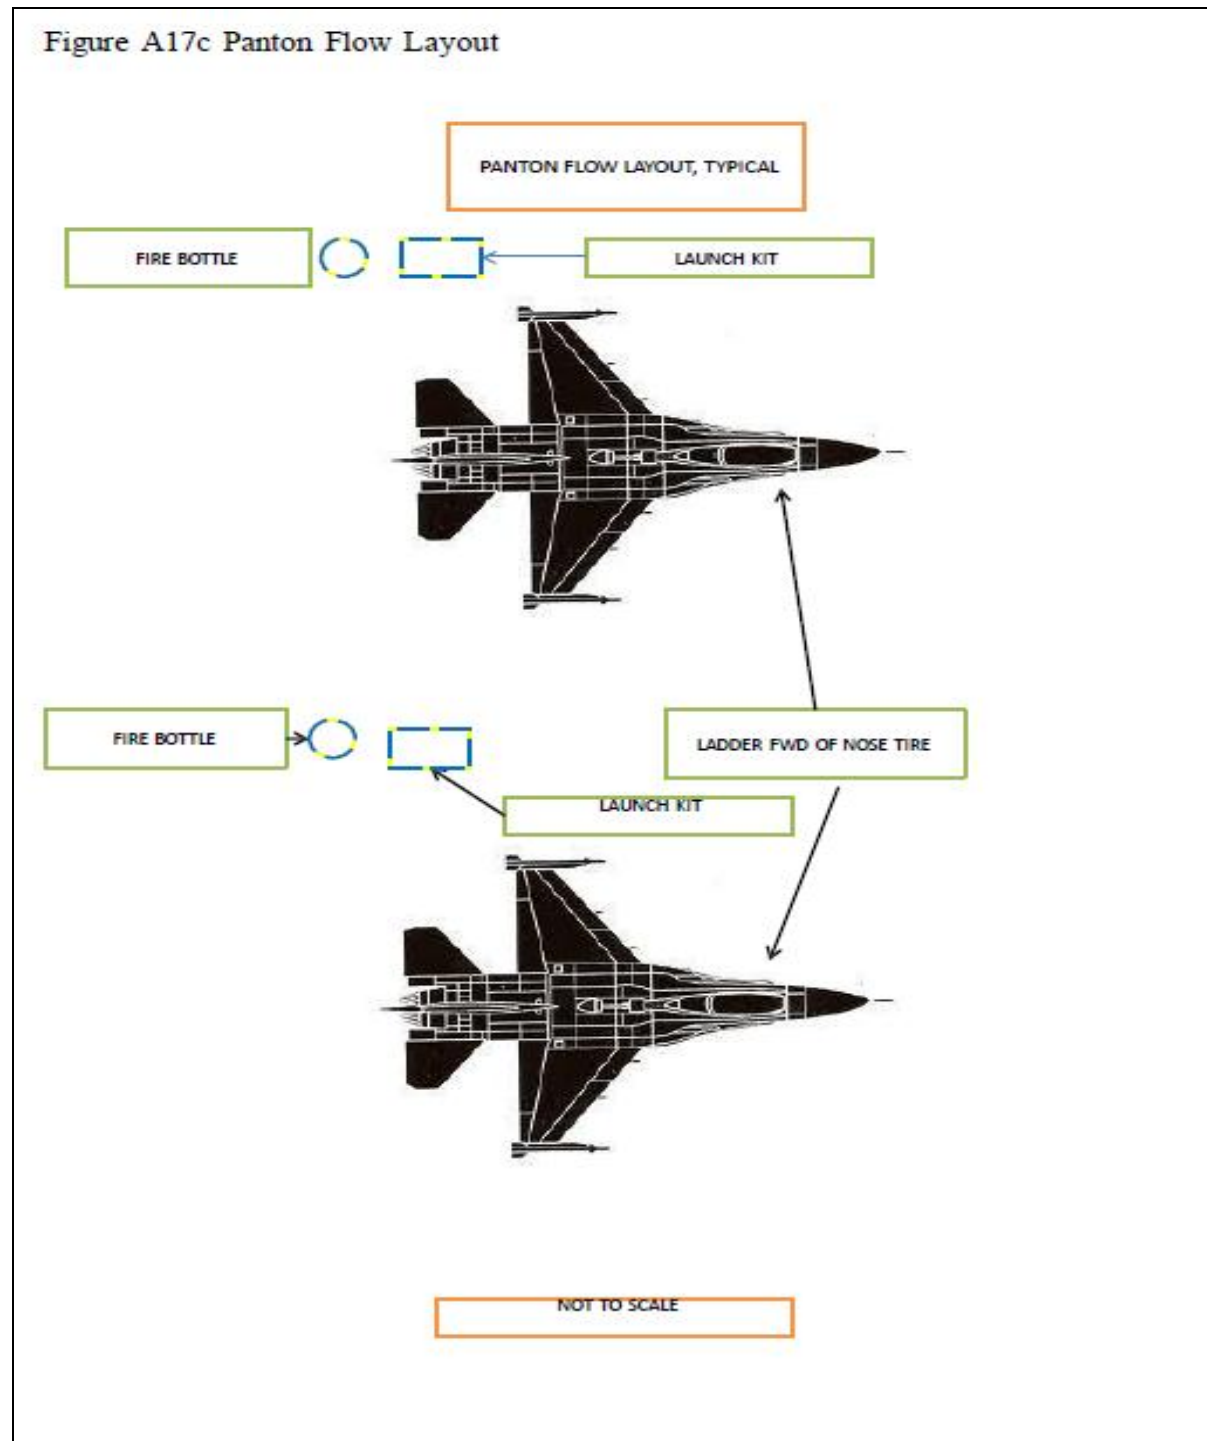 Figure A17c Panton Flow Layout
PANTON FLOW LAYOUT, TYPICAL
FIRE BOTTLE
LAUNCH KIT
FIRE BOTTLE
LADDER FWD OF NOSE TIRE
LAUNCH KIT
NOT TO SCALE